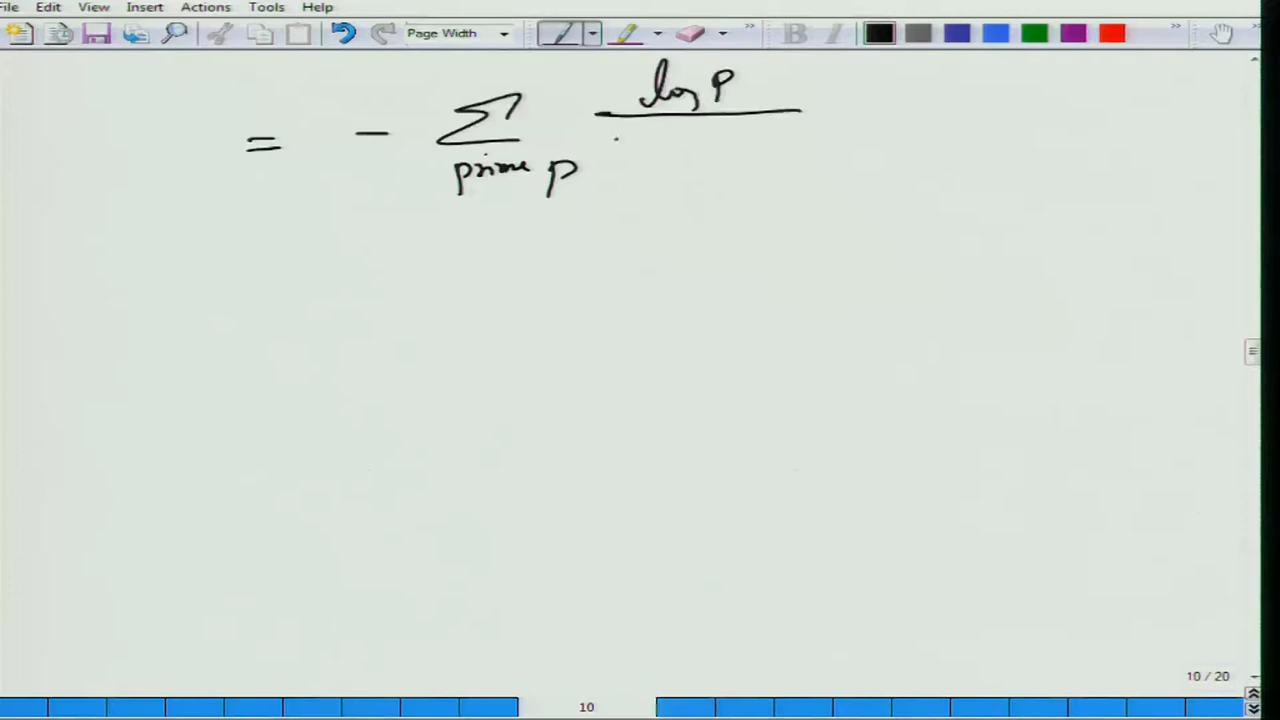 File Edit View Insert Actions Tools Help
Page Width
B I
log p
= - Σ
prime p
10 / 20
10